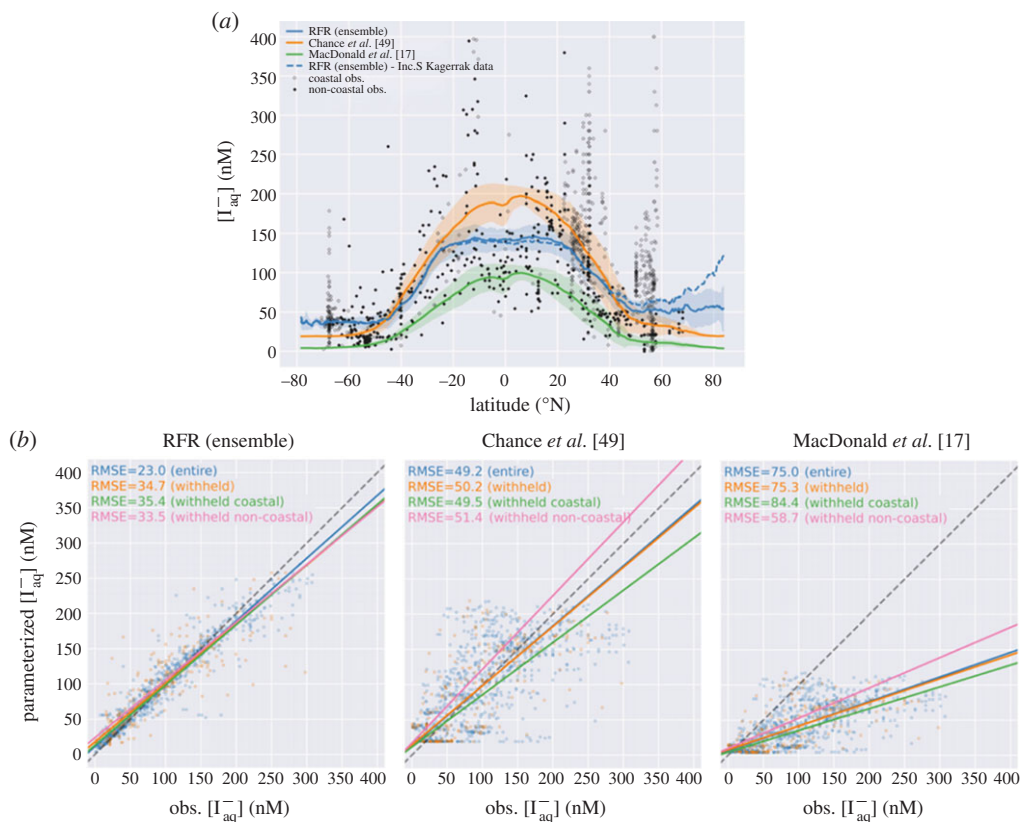 (a)
RFR (ensemble)
Chance et al. [49]
MacDonald et al. [17]
RFR (ensemble) - Inc.S Kagerrak data
coastal obs.
non-coastal obs.
400
350
300
250
200
150
100
50
0
[I⁻aq] (nM)
−80 −60 −40 −20 0 20 40 60 80
latitude (°N)
(b)
RFR (ensemble) Chance et al. [49] MacDonald et al. [17]
400
350
300
250
200
150
100
50
0
parameterized [I⁻aq] (nM)
RMSE=23.0 (entire)
RMSE=34.7 (withheld)
RMSE=35.4 (withheld coastal)
RMSE=33.5 (withheld non-coastal)
RMSE=49.2 (entire)
RMSE=50.2 (withheld)
RMSE=49.5 (withheld coastal)
RMSE=51.4 (withheld non-coastal)
RMSE=75.0 (entire)
RMSE=75.3 (withheld)
RMSE=84.4 (withheld coastal)
RMSE=58.7 (withheld non-coastal)
0 50 100 150 200 250 300 350 400
0 50 100 150 200 250 300 350 400
0 50 100 150 200 250 300 350 400
obs. [I⁻aq] (nM) obs. [I⁻aq] (nM) obs. [I⁻aq] (nM)